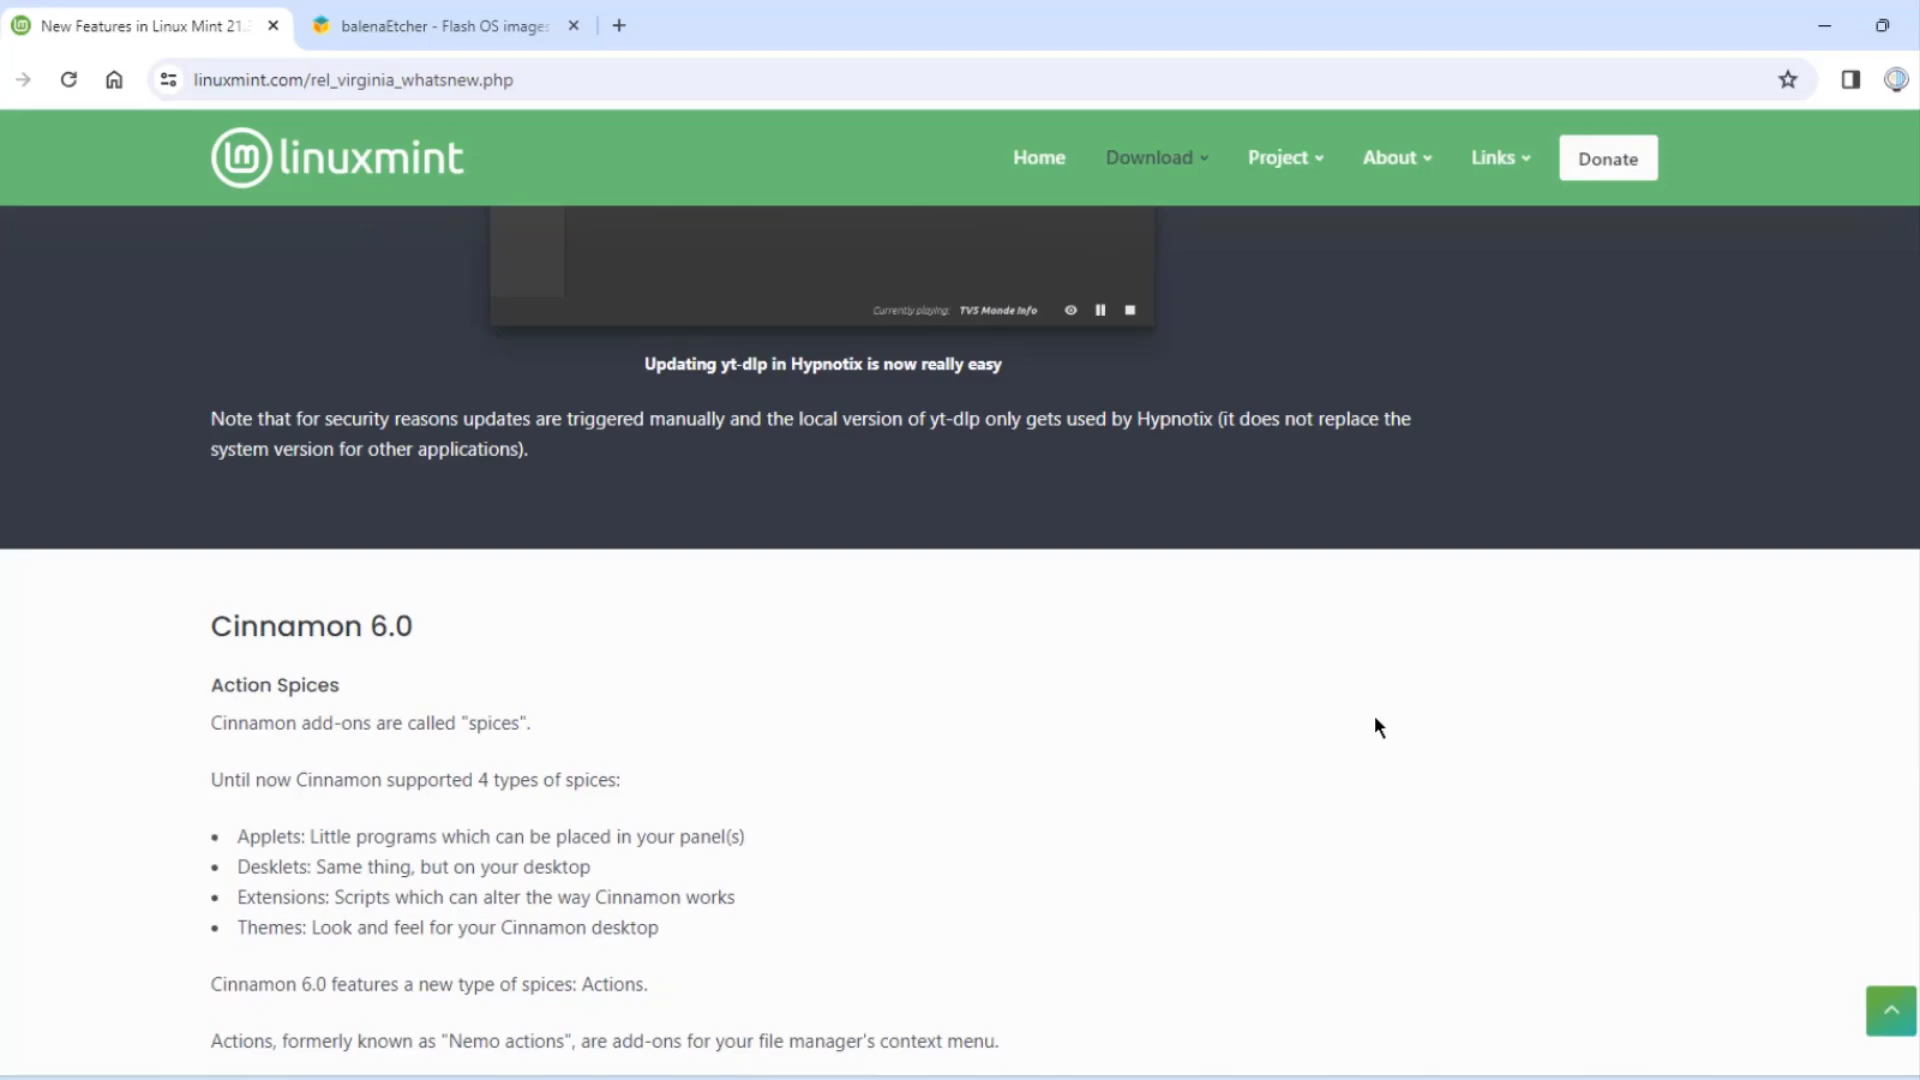 New Features in Linux Mint 21.
balenaEtcher - Flash OS images
linuxmint.com/rel_virginia_whatsnew.php
linuxmint
Home Download Project About Links Donate
Currently playing: TV5 Monde Info
Updating yt-dlp in Hypnotix is now really easy
Note that for security reasons updates are triggered manually and the local version of yt-dlp only gets used by Hypnotix (it does not replace the
system version for other applications).
Cinnamon 6.0
Action Spices
Cinnamon add-ons are called "spices".
Until now Cinnamon supported 4 types of spices:
• Applets: Little programs which can be placed in your panel(s)
• Desklets: Same thing, but on your desktop
• Extensions: Scripts which can alter the way Cinnamon works
• Themes: Look and feel for your Cinnamon desktop
Cinnamon 6.0 features a new type of spices: Actions.
Actions, formerly known as "Nemo actions", are add-ons for your file manager's context menu.